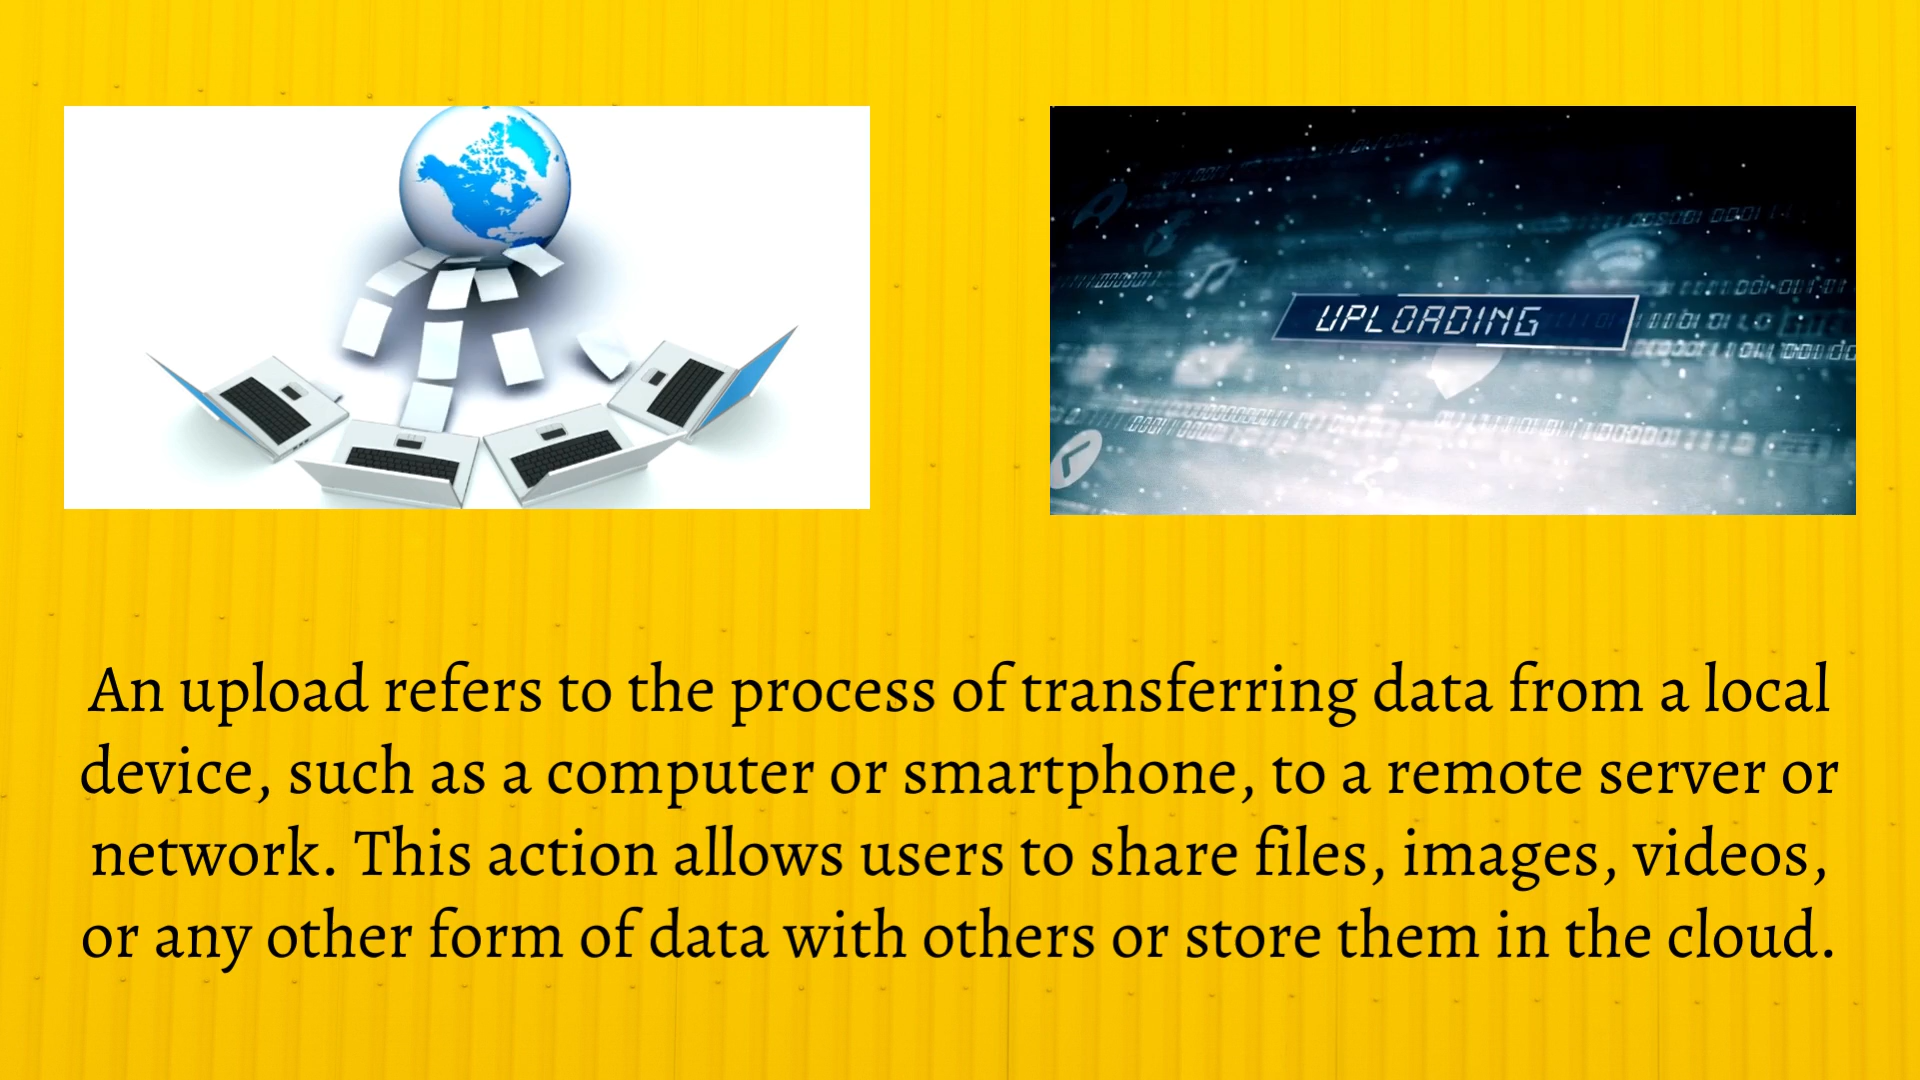 UPLOADING
An upload refers to the process of transferring data from a local
device, such as a computer or smartphone, to a remote server or
network. This action allows users to share files, images, videos,
or any other form of data with others or store them in the cloud.